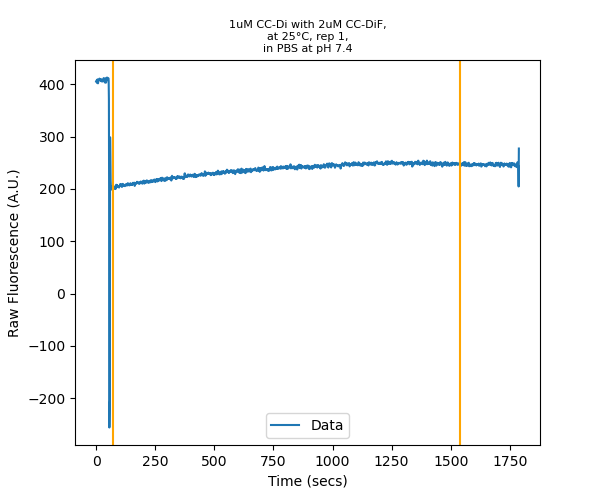 1uM CC-Di with 2uM CC-DiF,
at 25°C, rep 1,
in PBS at pH 7.4
Raw Fluorescence (A.U.)
400
300
200
100
0
−100
−200
Data
0 250 500 750 1000 1250 1500 1750
Time (secs)